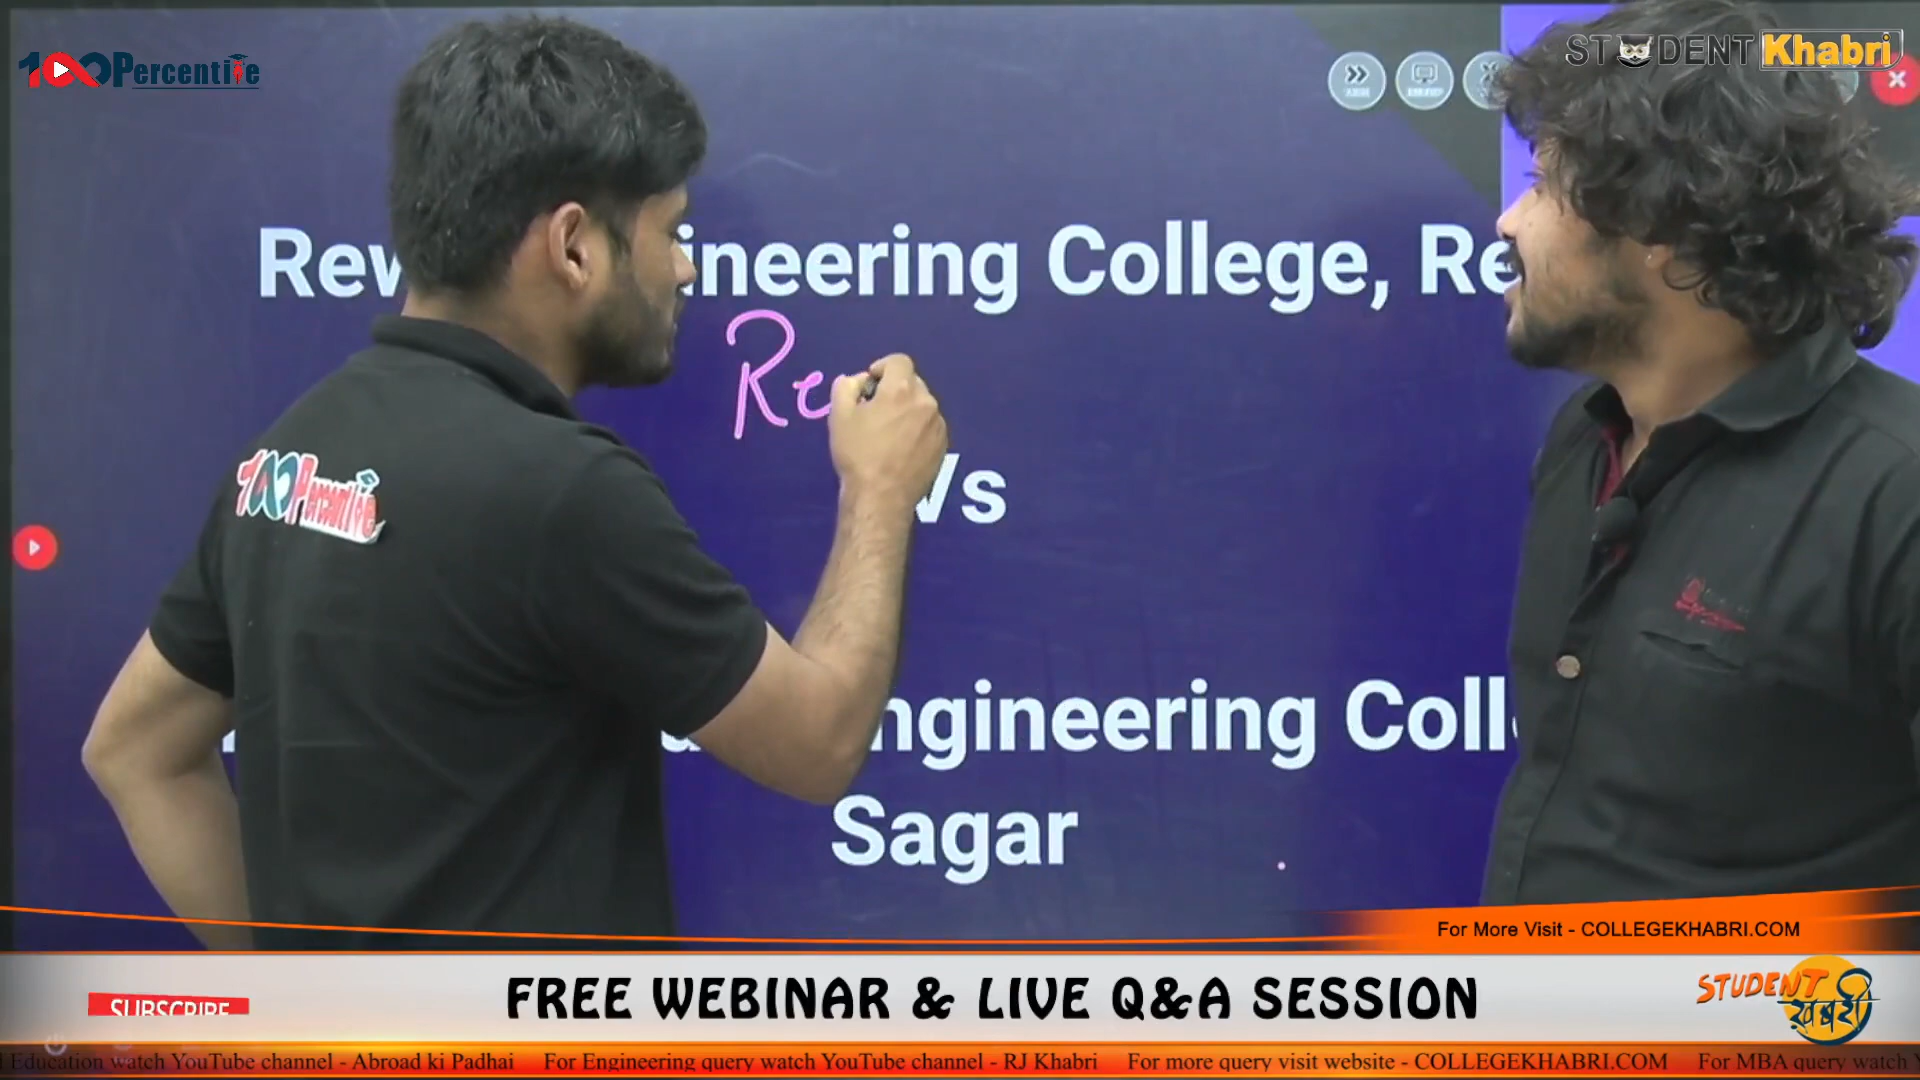 100Percentile
STUDENT Khabri
ineering College,
Re
Vs
ngineering Coll
Sagar
100Percentile
For More Visit - COLLEGEKHABRI.COM
SUBSCRIBE
FREE WEBINAR & LIVE Q&A SESSION
STUDENT खबरी
Education watch YouTube channel - Abroad ki Padhai For Engineering query watch YouTube channel - RJ Khabri For more query visit website - COLLEGEKHABRI.COM For MBA query watch